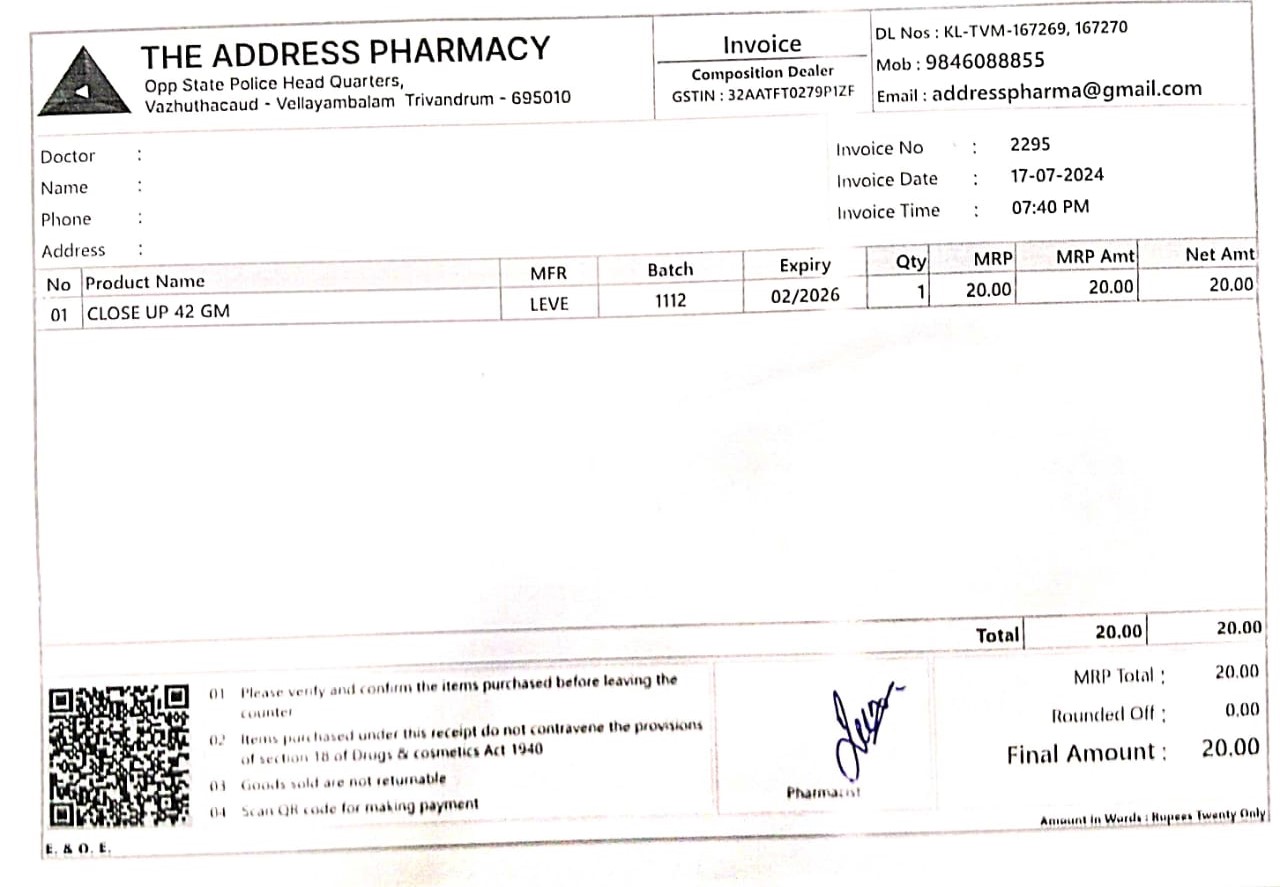 THE ADDRESS PHARMACY
Opp State Police Head Quarters,
Vazhuthacaud - Vellayambalam Trivandrum - 695010
Invoice
Composition Dealer
GSTIN : 32AATFT0279P1ZF
DL Nos : KL-TVM-167269, 167270
Mob : 9846088855
Email : addresspharma@gmail.com
Doctor :
Name :
Phone :
Address :
Invoice No : 2295
Invoice Date : 17-07-2024
Invoice Time : 07:40 PM
No Product Name MFR Batch Expiry Qty MRP MRP Amt Net Amt
01 CLOSE UP 42 GM LEVE 1112 02/2026 1 20.00 20.00 20.00
Total 20.00 20.00
01 Please verify and confirm the items purchased before leaving the
counter
02 Items purchased under this receipt do not contravene the provisions
of section 18 of Drugs & cosmetics Act 1940
03 Goods sold are not returnable
04 Scan QR code for making payment
Pharmacist
MRP Total : 20.00
Rounded Off : 0.00
Final Amount : 20.00
Amount in Words : Rupees Twenty Only
E. & O. E.